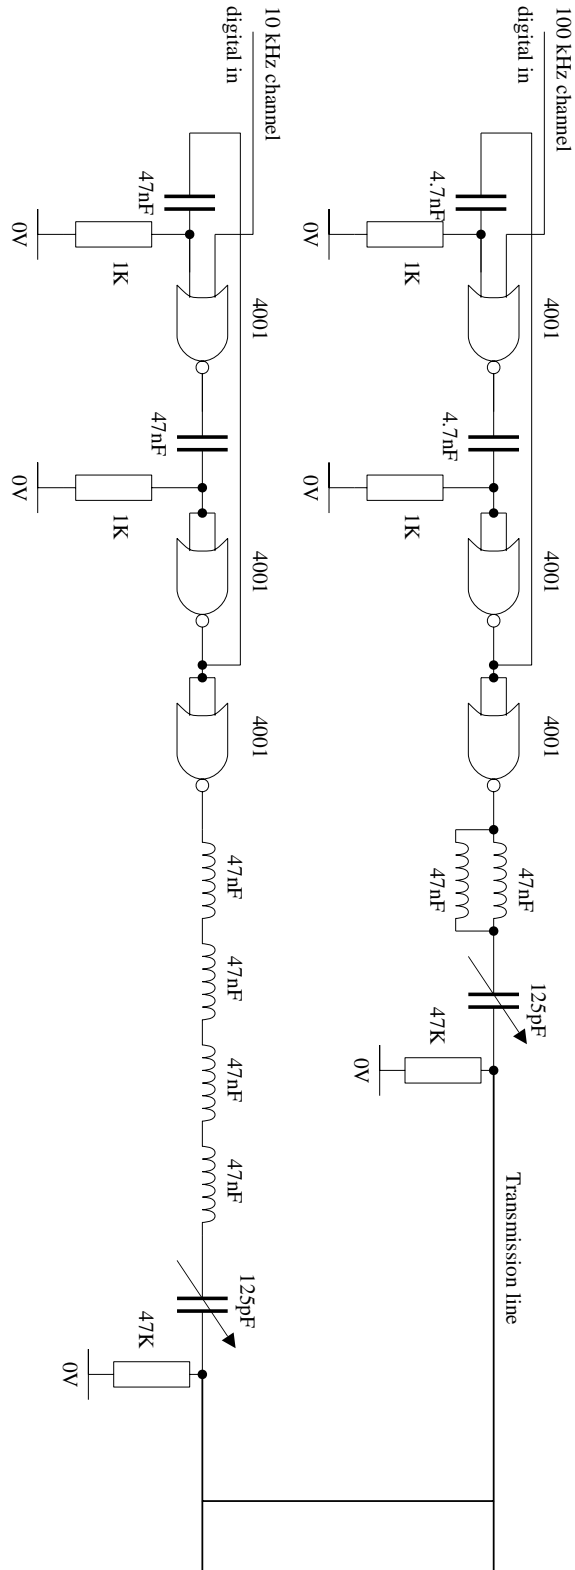 100 kHz channel
digital in
4.7nF
1K
0V
4001
4.7nF
1K
0V
4001
4001
47nF
47nF
125pF
47K
0V
Transmission line
10 kHz channel
digital in
47nF
1K
0V
4001
47nF
1K
0V
4001
4001
47nF
47nF
47nF
47nF
125pF
47K
0V